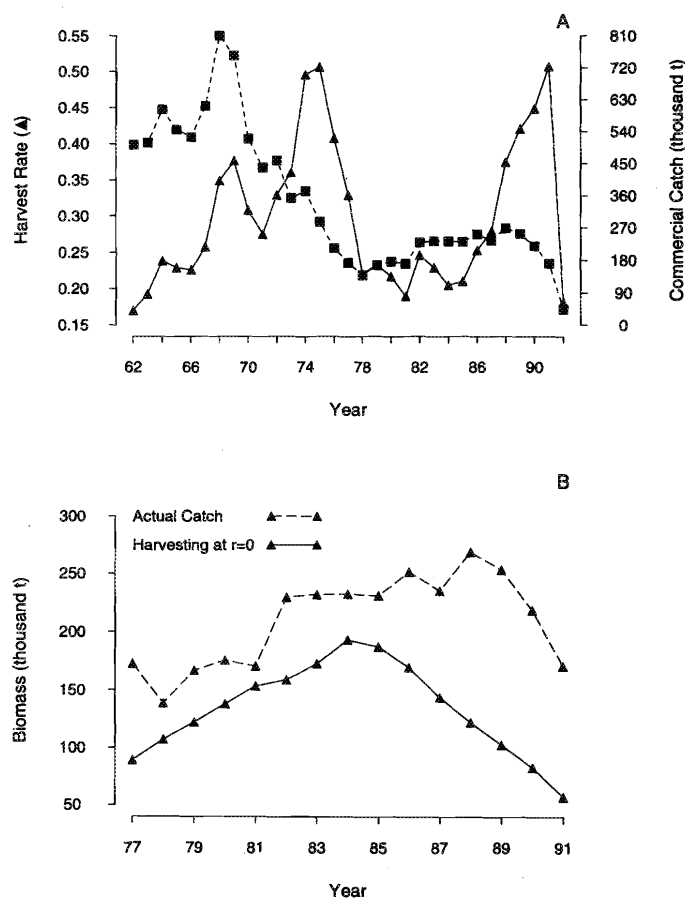 A
0.55
0.50
0.45
0.40
0.35
0.30
0.25
0.20
0.15
Harvest Rate (▲)
810
720
630
540
450
360
270
180
90
0
Commercial Catch (thousand t)
62 66 70 74 78 82 86 90
Year
B
300
250
200
150
100
50
Biomass (thousand t)
Actual Catch
Harvesting at r=0
77 79 81 83 85 87 89 91
Year